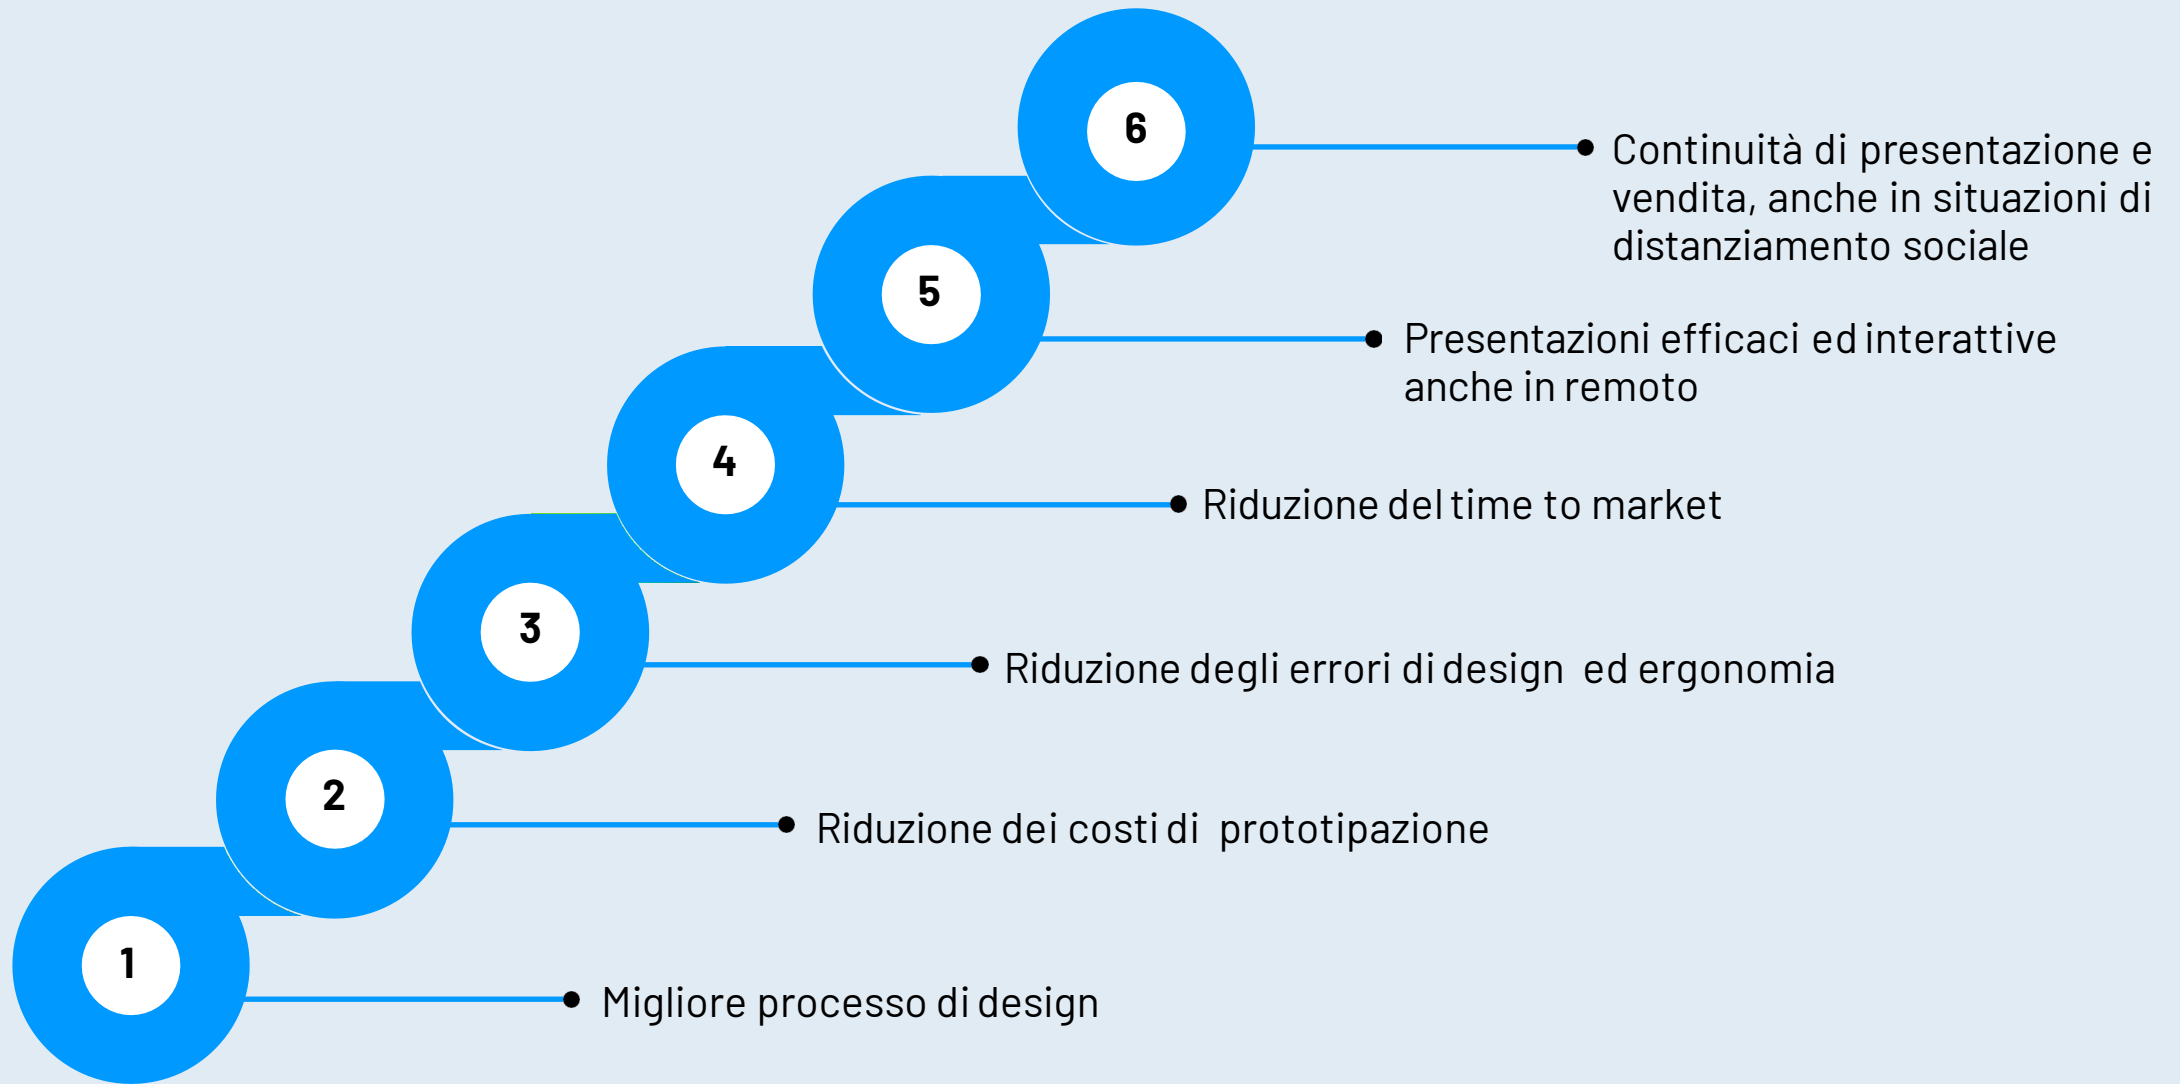 6
Continuità di presentazione e
vendita, anche in situazioni di
distanziamento sociale
5
Presentazioni efficaci ed interattive
anche in remoto
4
Riduzione del time to market
3
Riduzione degli errori di design ed ergonomia
2
Riduzione dei costi di prototipazione
1
Migliore processo di design